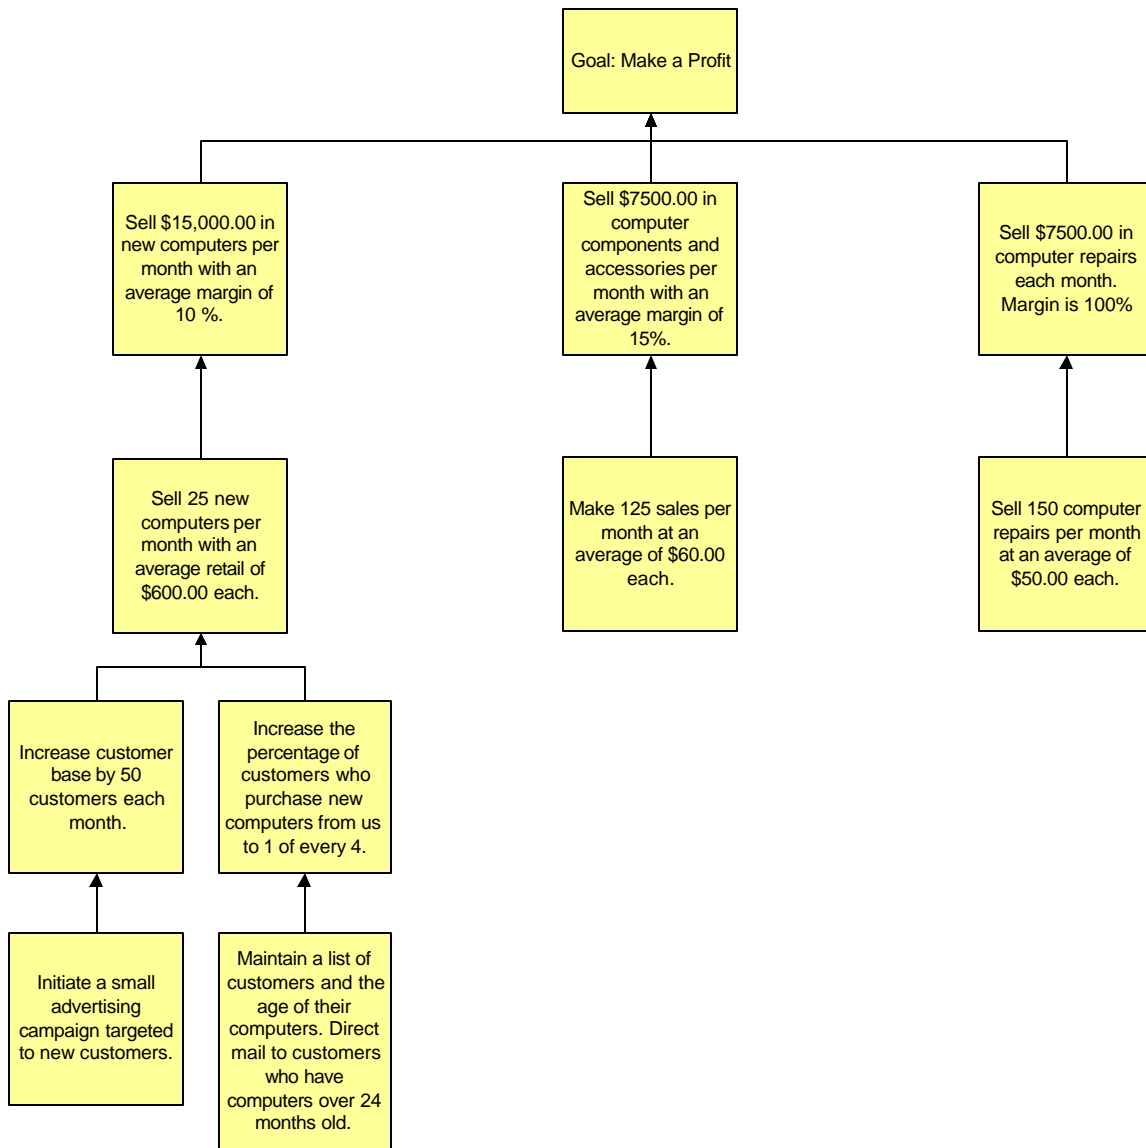 Goal: Make a Profit
Sell $15,000.00 in
new computers per
month with an
average margin of
10 %.
Sell $7500.00 in
computer
components and
accessories per
month with an
average margin of
15%.
Sell $7500.00 in
computer repairs
each month.
Margin is 100%
Sell 25 new
computers per
month with an
average retail of
$600.00 each.
Make 125 sales per
month at an
average of $60.00
each.
Sell 150 computer
repairs per month
at an average of
$50.00 each.
Increase customer
base by 50
customers each
month.
Increase the
percentage of
customers who
purchase new
computers from us
to 1 of every 4.
Initiate a small
advertising
campaign targeted
to new customers.
Maintain a list of
customers and the
age of their
computers. Direct
mail to customers
who have
computers over 24
months old.